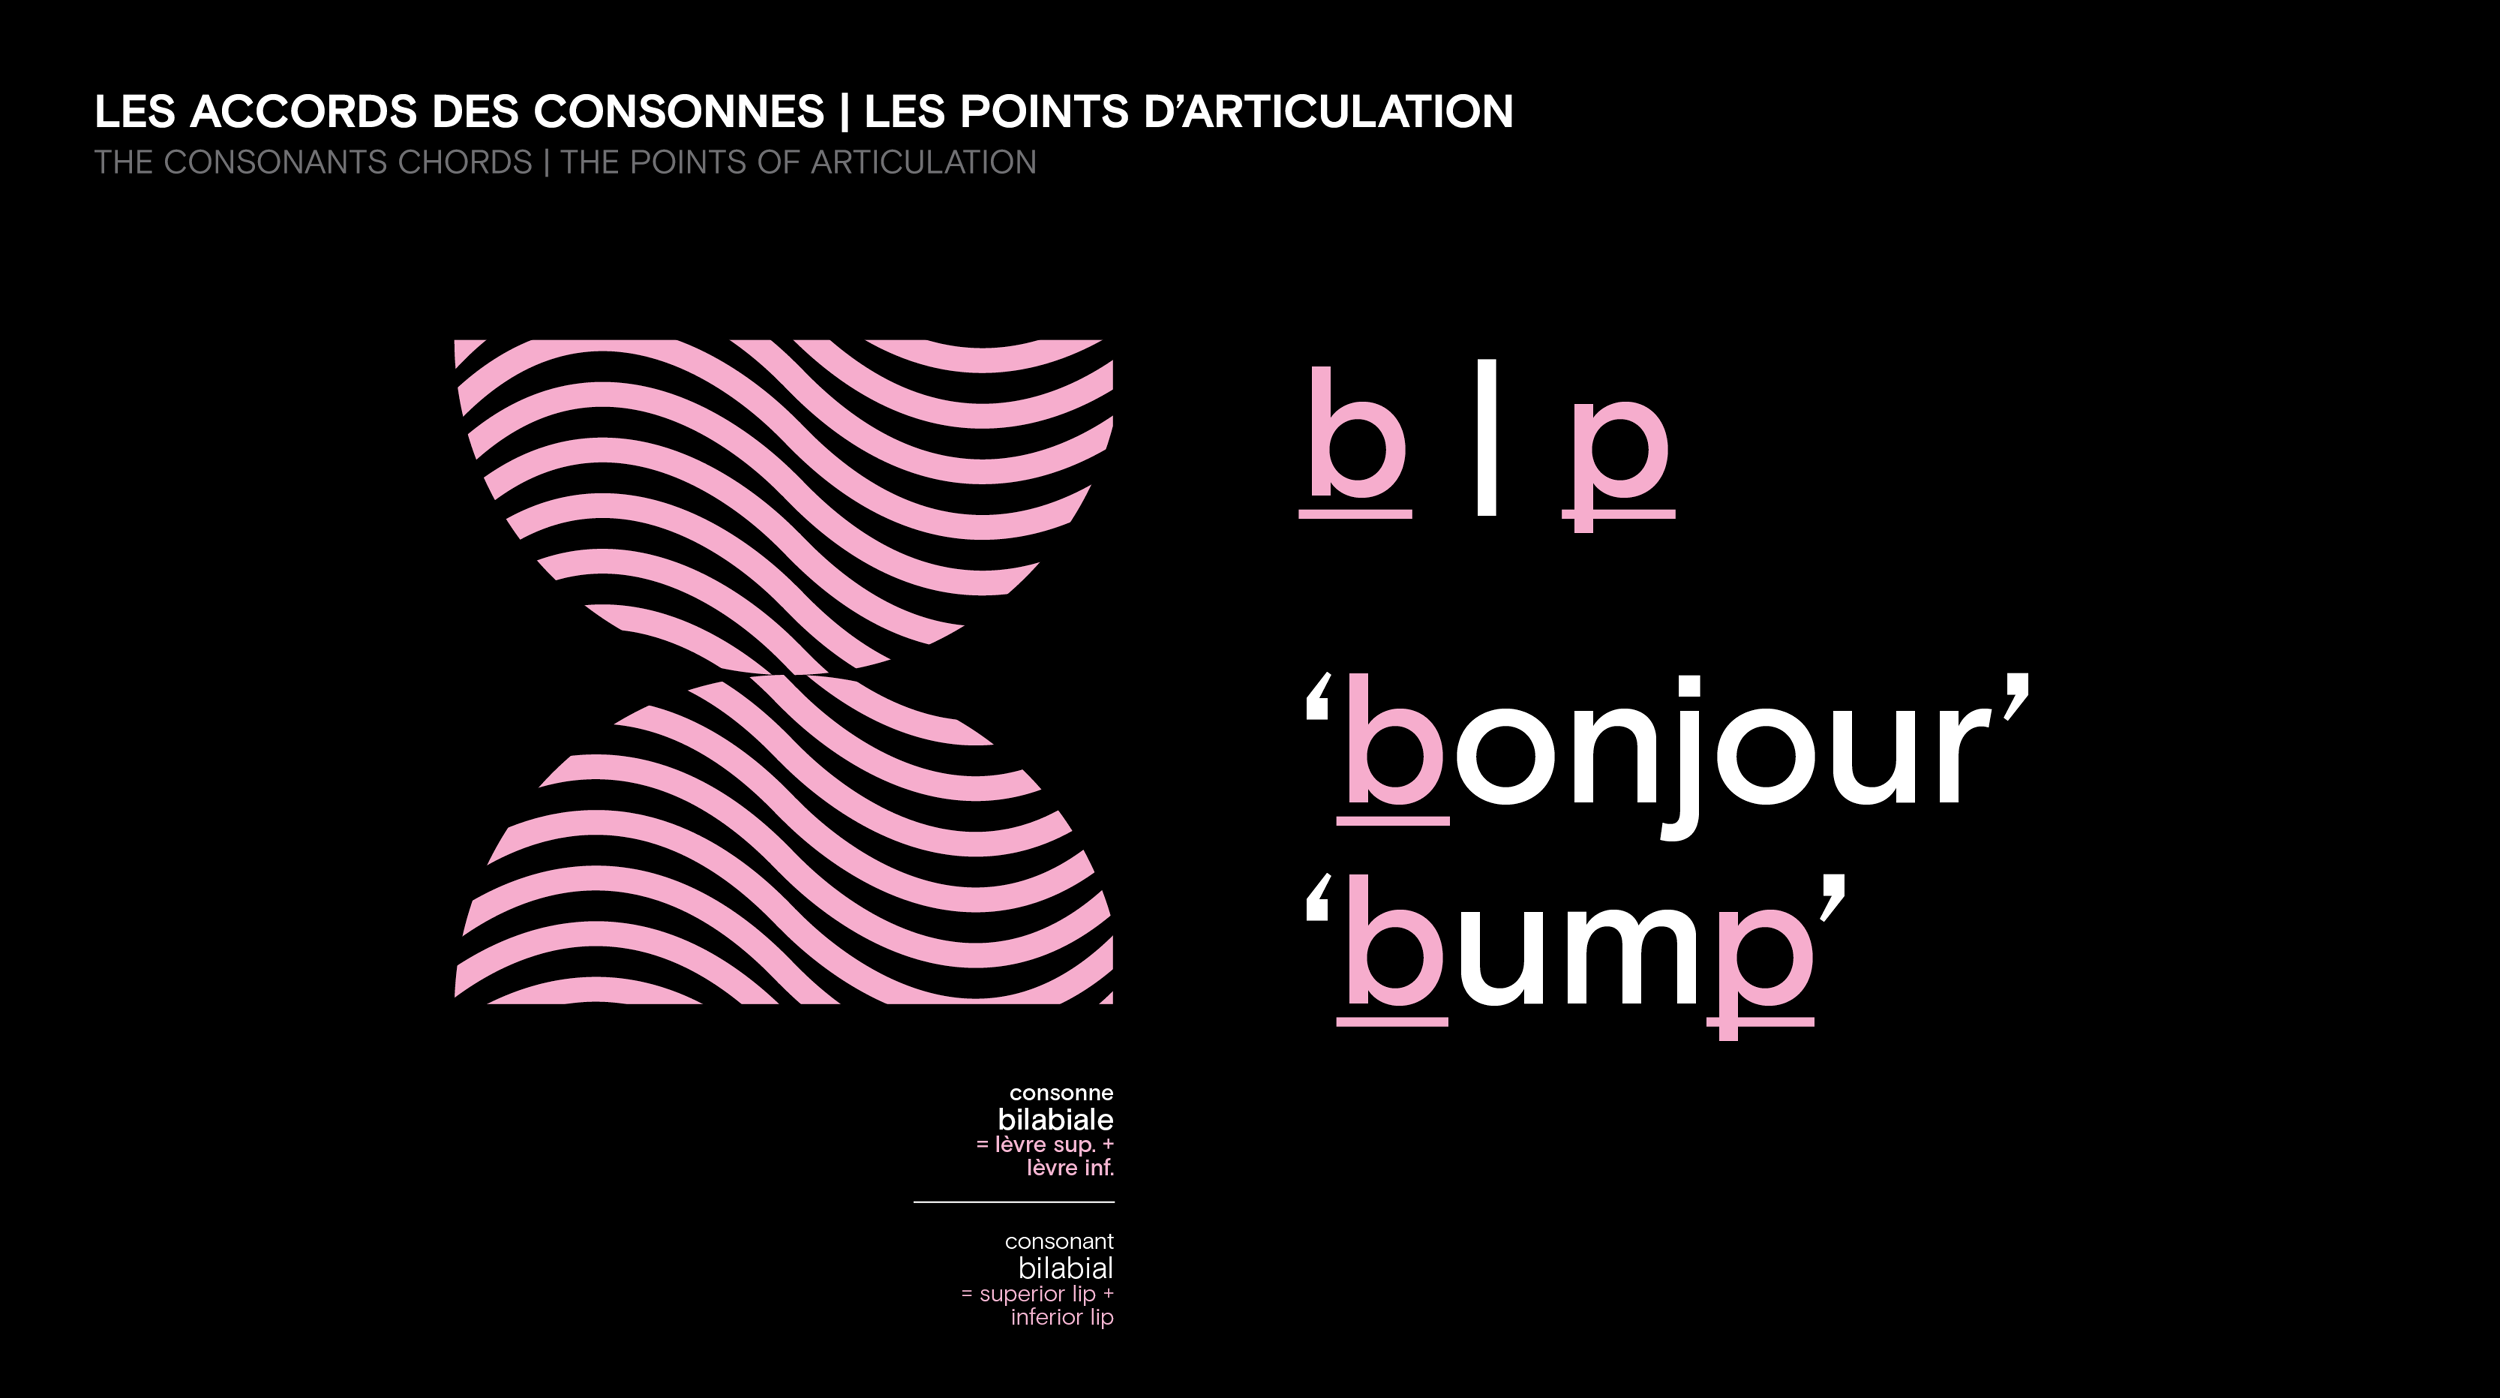 LES ACCORDS DES CONSONNES | LES POINTS D’ARTICULATION
THE CONSONANTS CHORDS | THE POINTS OF ARTICULATION
b | p
‘bonjour’
‘bump’
consonne
bilabiale
= lèvre sup. +
lèvre inf.
consonant
bilabial
= superior lip +
inferior lip